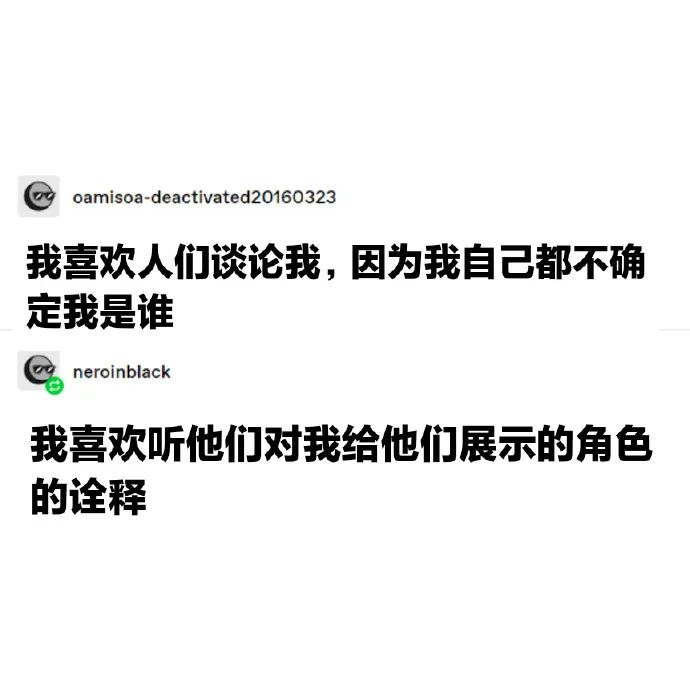 oamisoa-deactivated20160323
我喜欢人们谈论我，因为我自己都不确
定我是谁
neroinblack
我喜欢听他们对我给他们展示的角色
的诠释